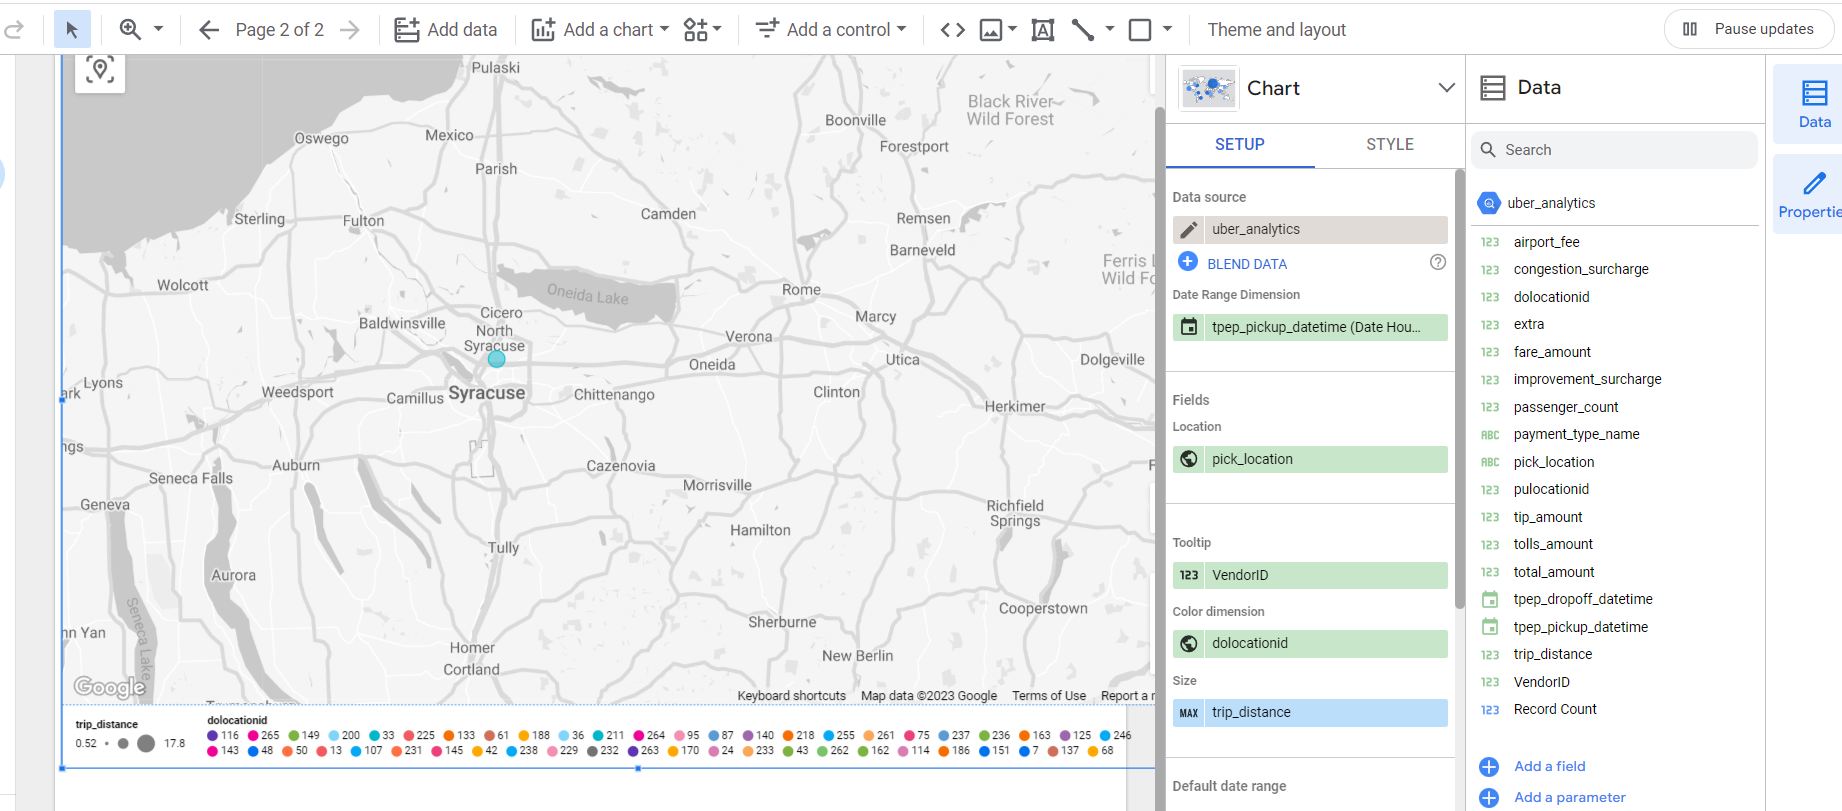 Page 2 of 2
Add data
Add a chart
Add a control
Theme and layout
Pause updates
Pulaski
Black River
Wild Forest
Boonville
Oswego
Mexico
Forestport
Parish
Sterling
Fulton
Camden
Remsen
Barneveld
Ferris L
Wild Fo
Wolcott
Oneida Lake
Rome
Cicero
Marcy
Baldwinsville
North
Syracuse
Verona
Utica
Dolgeville
Oneida
Lyons
ark
Weedsport
Camillus
Syracuse
Chittenango
Clinton
Herkimer
ngs
Auburn
Cazenovia
Seneca Falls
Morrisville
Geneva
Richfield
Springs
Hamilton
Tully
Aurora
Seneca Lake
Cooperstown
Sherburne
nn Yan
Homer
New Berlin
Cortland
Google
Keyboard shortcuts
Map data ©2023 Google
Terms of Use
Report a r
trip_distance
0.52
17.8
dolocationid
116 265 149 200 33 225 133 61 188 36 211 264 95 87 140 218 255 261 75 237 236 163 125 246
143 48 50 13 107 231 145 42 238 229 232 263 170 24 233 43 262 162 114 186 151 7 137 68
Chart
SETUP
STYLE
Data source
uber_analytics
BLEND DATA
Date Range Dimension
tpep_pickup_datetime (Date Hou...
Fields
Location
pick_location
Tooltip
123 VendorID
Color dimension
dolocationid
Size
MAX trip_distance
Default date range
Data
Search
uber_analytics
123 airport_fee
123 congestion_surcharge
123 dolocationid
123 extra
123 fare_amount
123 improvement_surcharge
123 passenger_count
ABC payment_type_name
ABC pick_location
123 pulocationid
123 tip_amount
123 tolls_amount
123 total_amount
tpep_dropoff_datetime
tpep_pickup_datetime
123 trip_distance
123 VendorID
123 Record Count
Add a field
Add a parameter
Data
Propertie